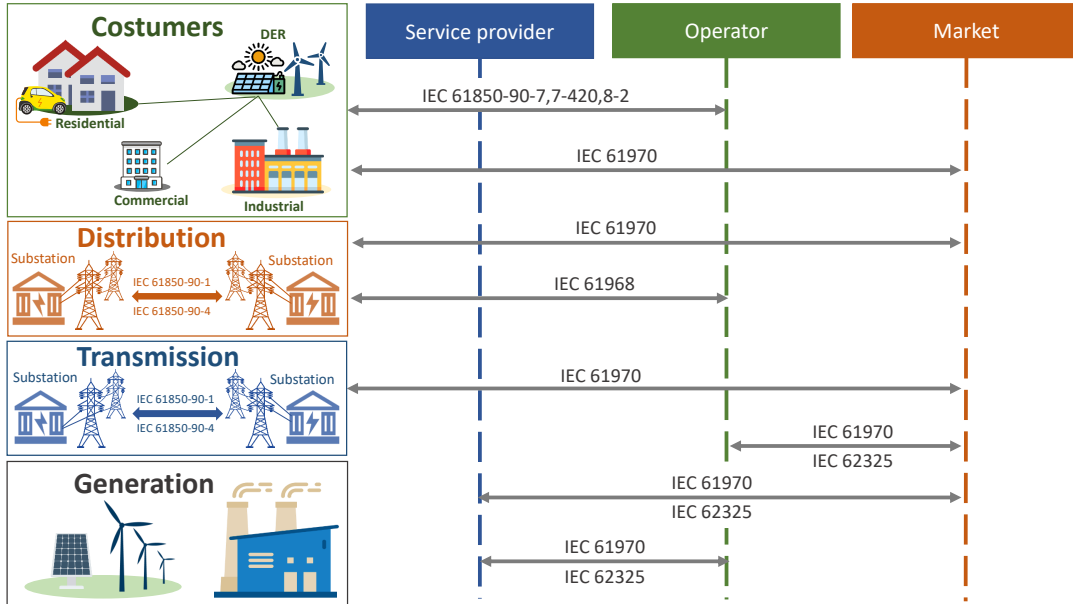 Costumers
DER
Residential
Commercial
Industrial
Service provider
Operator
Market
IEC 61850-90-7,7-420,8-2
IEC 61970
Distribution
Substation
Substation
IEC 61850-90-1
IEC 61850-90-4
IEC 61970
IEC 61968
Transmission
Substation
Substation
IEC 61850-90-1
IEC 61850-90-4
IEC 61970
IEC 61970
IEC 62325
Generation
IEC 61970
IEC 62325
IEC 61970
IEC 62325